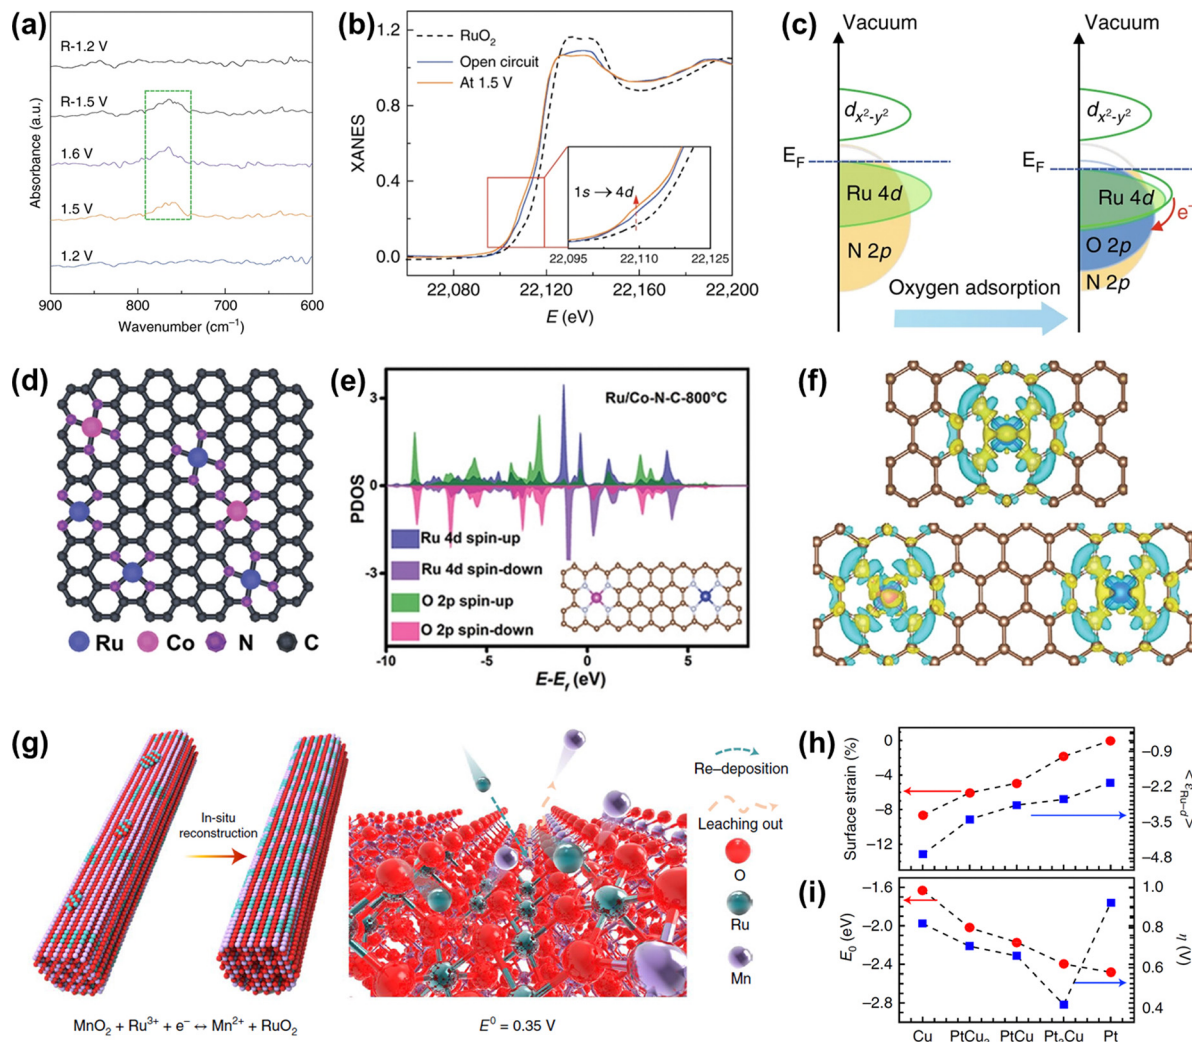 (a)
R-1.2 V
R-1.5 V
1.6 V
1.5 V
1.2 V
Absorbance (a.u.)
900 800 700 600
Wavenumber (cm⁻¹)
(b)
RuO₂
Open circuit
At 1.5 V
XANES
1.2
0.8
0.4
0.0
1s → 4d
22,095 22,110 22,125
22,080 22,120 22,160 22,200
E (eV)
(c)
Vacuum
Vacuum
dx²-y²
dx²-y²
E_F
E_F
Ru 4d
Ru 4d
e⁻
N 2p
O 2p
N 2p
Oxygen adsorption
(d)
Ru Co N C
(e)
Ru/Co-N-C-800°C
PDOS
3
0
-3
Ru 4d spin-up
Ru 4d spin-down
O 2p spin-up
O 2p spin-down
-10 -5 0 5
E-E_f (eV)
(f)
(g)
In-situ
reconstruction
Re–deposition
Leaching out
O
Ru
Mn
MnO₂ + Ru³⁺ + e⁻ ↔ Mn²⁺ + RuO₂
E⁰ = 0.35 V
(h)
Surface strain (%)
0
−4
−8
−12
−0.9
−2.2
−3.5
−4.8
< ε_Ru−d >
(i)
E₀ (eV)
−1.6
−2.0
−2.4
−2.8
1.0
0.8
0.6
0.4
η (V)
Cu PtCu₃ PtCu Pt₃Cu Pt